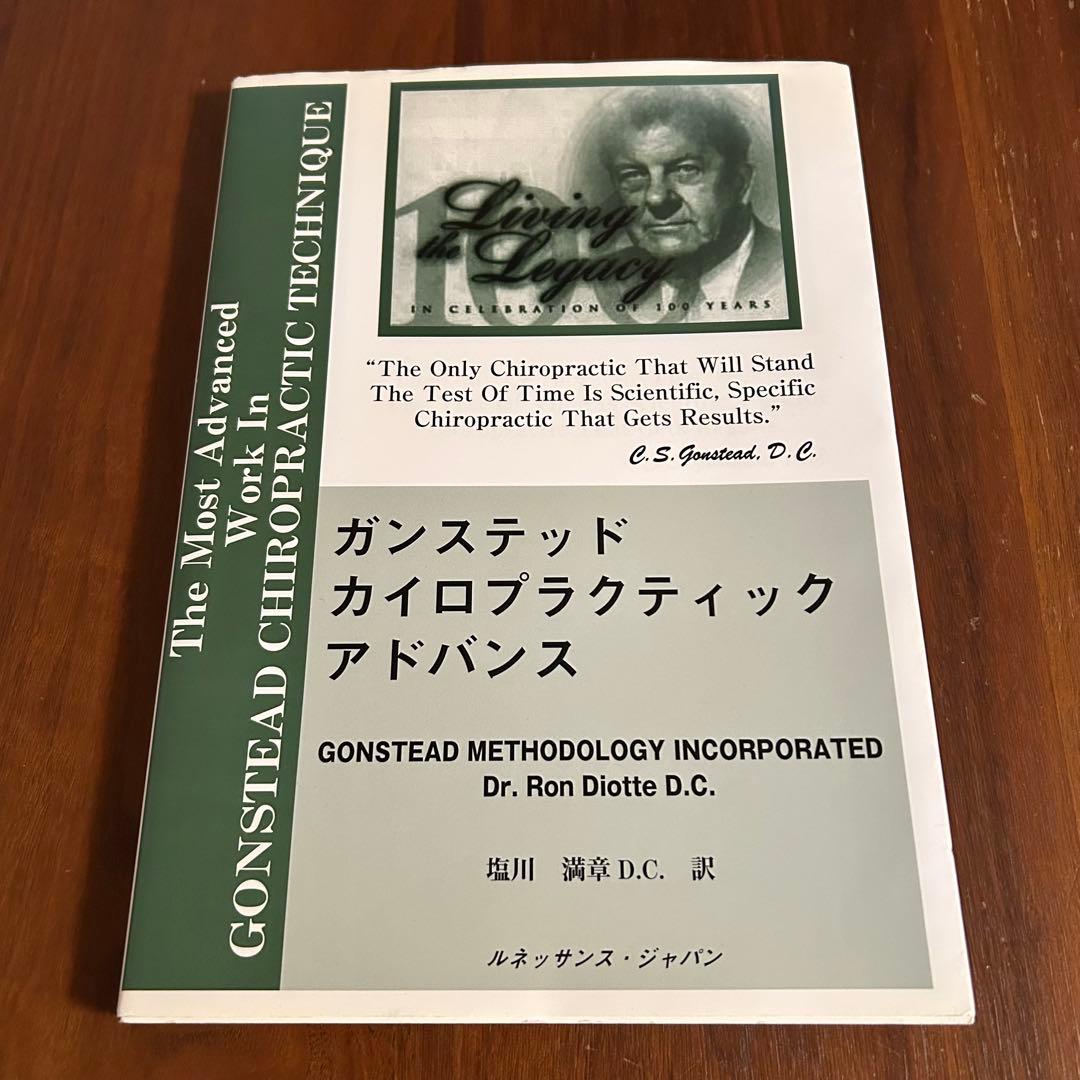 The Most Advanced
Work In
GONSTEAD CHIROPRACTIC TECHNIQUE
100
Living
the Legacy
IN CELEBRATION OF 100 YEARS
“The Only Chiropractic That Will Stand
The Test Of Time Is Scientific, Specific
Chiropractic That Gets Results.”
C.S.Gonstead, D.C.
ガンステッド
カイロプラクティック
アドバンス
GONSTEAD METHODOLOGY INCORPORATED
Dr. Ron Diotte D.C.
塩川　満章 D.C.　訳
ルネッサンス・ジャパン